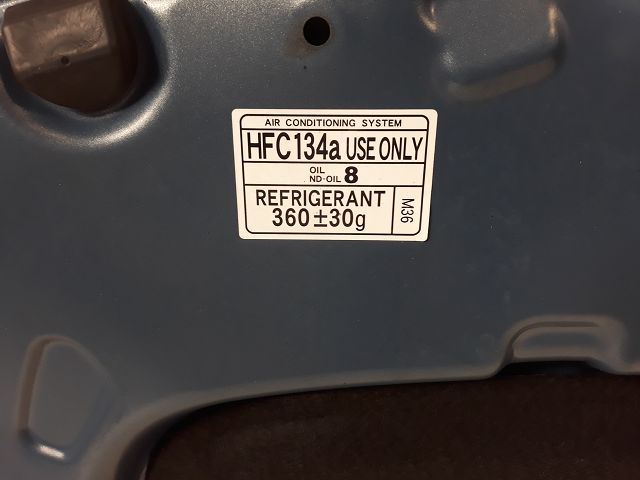 AIR CONDITIONING SYSTEM
HFC134a USE ONLY
OIL
ND-OIL 8
REFRIGERANT
360±30g
M36